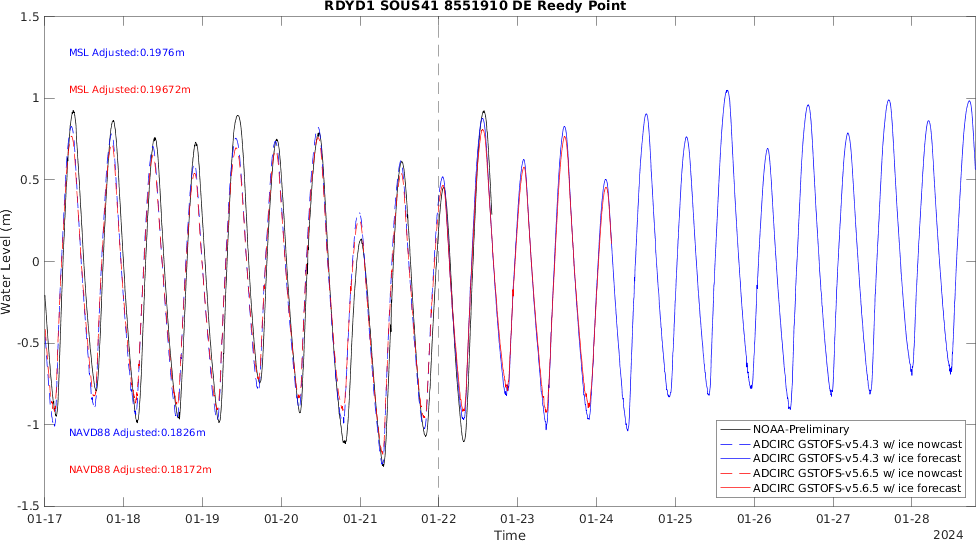 RDYD1 SOUS41 8551910 DE Reedy Point
1.5
MSL Adjusted:0.1976m
MSL Adjusted:0.19672m
1
0.5
0
-0.5
-1
-1.5
Water Level (m)
NAVD88 Adjusted:0.1826m
NAVD88 Adjusted:0.18172m
NOAA-Preliminary
ADCIRC GSTOFS-v5.4.3 w/ ice nowcast
ADCIRC GSTOFS-v5.4.3 w/ ice forecast
ADCIRC GSTOFS-v5.6.5 w/ ice nowcast
ADCIRC GSTOFS-v5.6.5 w/ ice forecast
01-17 01-18 01-19 01-20 01-21 01-22 01-23 01-24 01-25 01-26 01-27 01-28
Time
2024